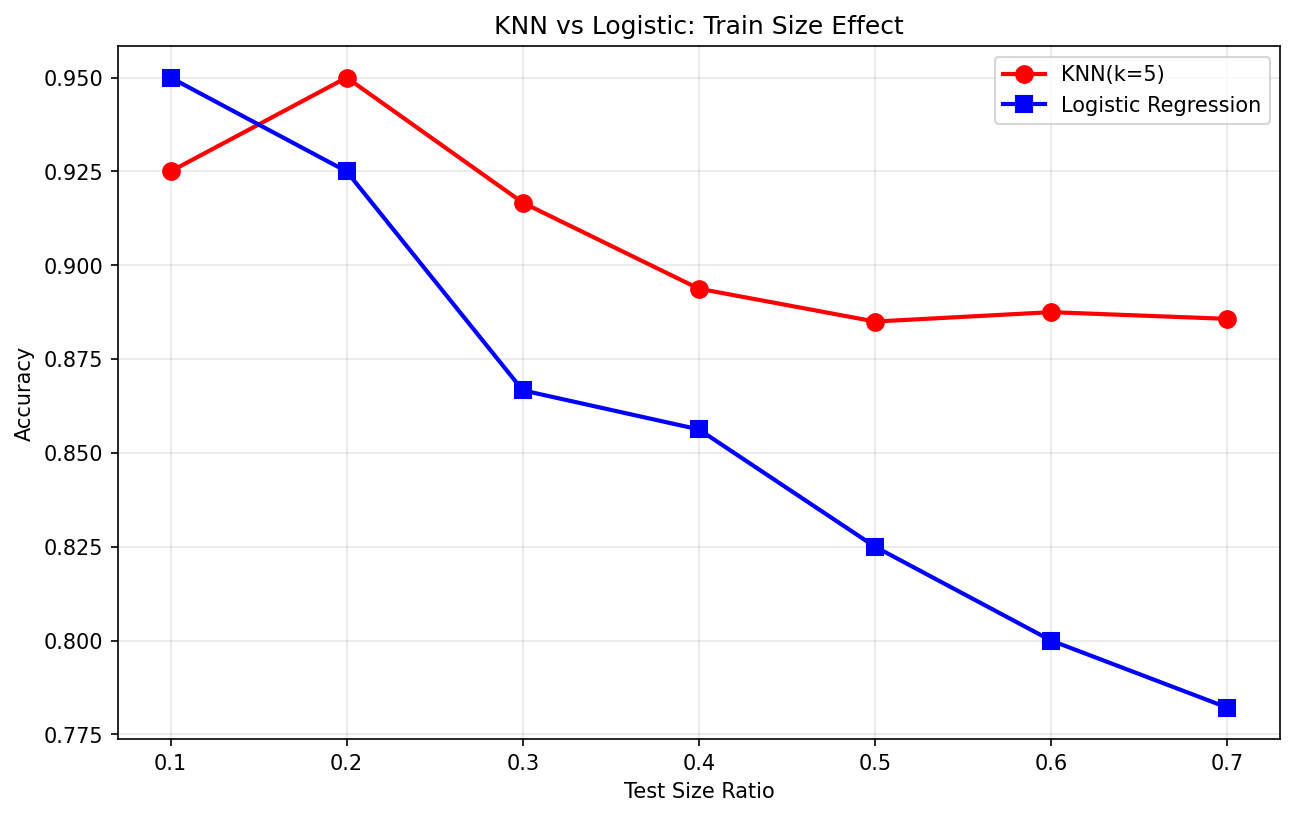 KNN vs Logistic: Train Size Effect
KNN(k=5)
Logistic Regression
Accuracy
0.950
0.925
0.900
0.875
0.850
0.825
0.800
0.775
0.1 0.2 0.3 0.4 0.5 0.6 0.7
Test Size Ratio